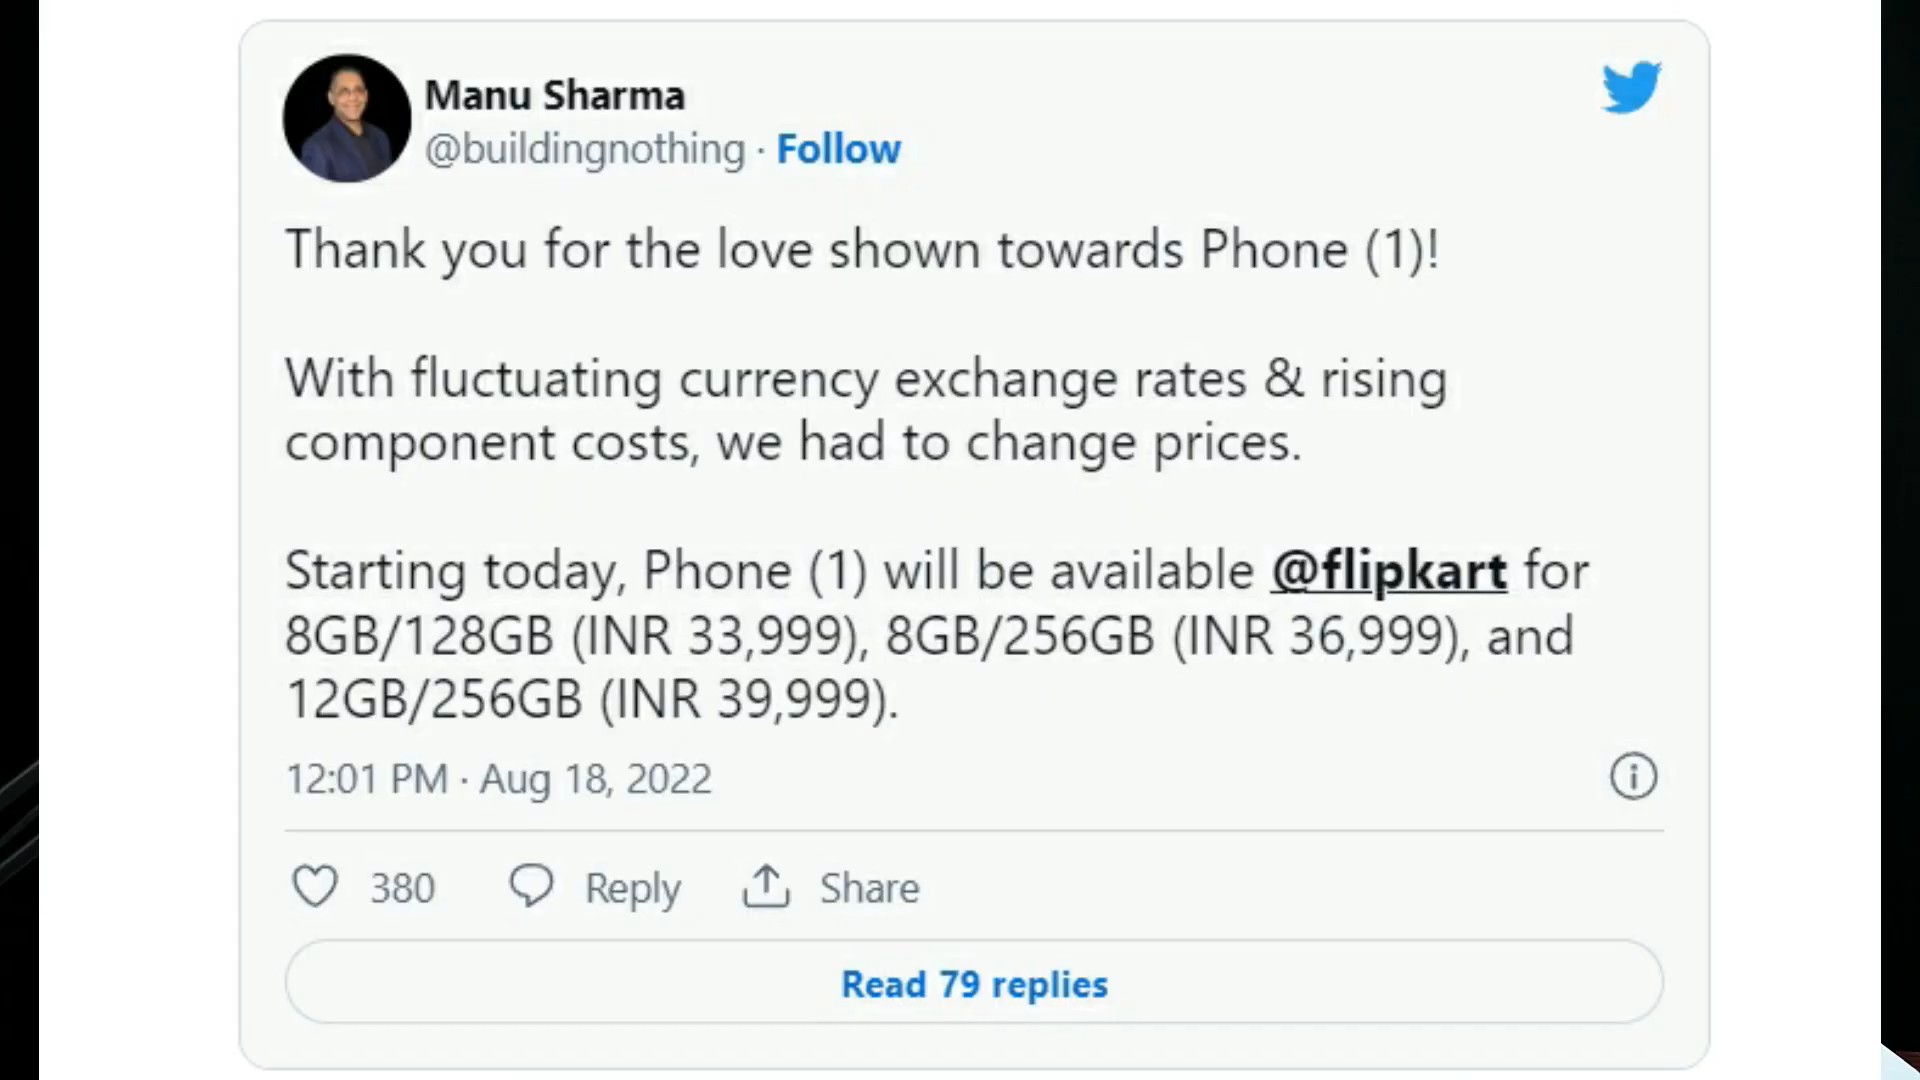 Manu Sharma
@buildingnothing · Follow
Thank you for the love shown towards Phone (1)!
With fluctuating currency exchange rates & rising
component costs, we had to change prices.
Starting today, Phone (1) will be available @flipkart for
8GB/128GB (INR 33,999), 8GB/256GB (INR 36,999), and
12GB/256GB (INR 39,999).
12:01 PM · Aug 18, 2022
380 Reply Share
Read 79 replies